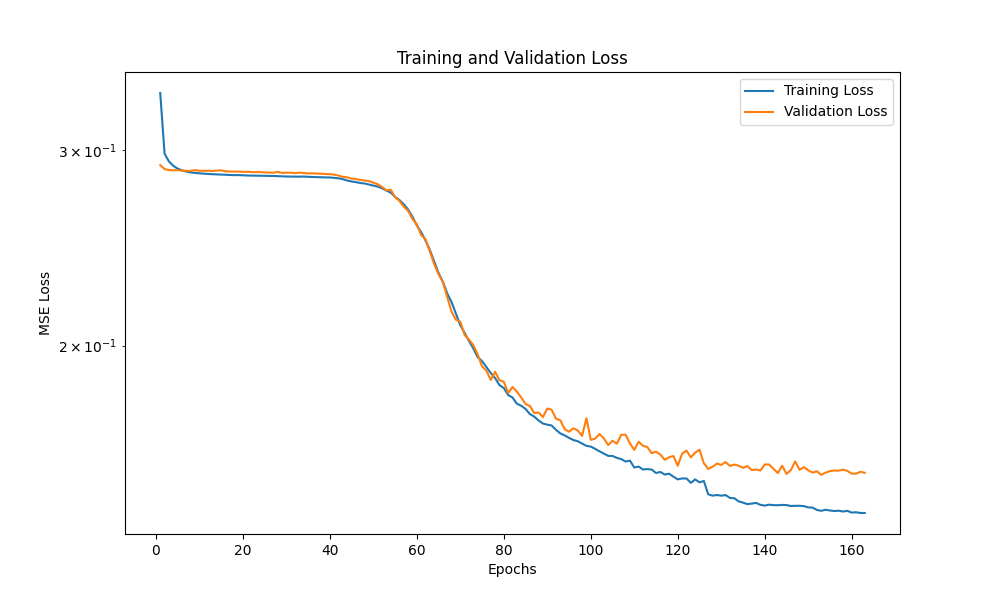 Training and Validation Loss
Training Loss
Validation Loss
3 × 10⁻¹
2 × 10⁻¹
MSE Loss
0 20 40 60 80 100 120 140 160
Epochs